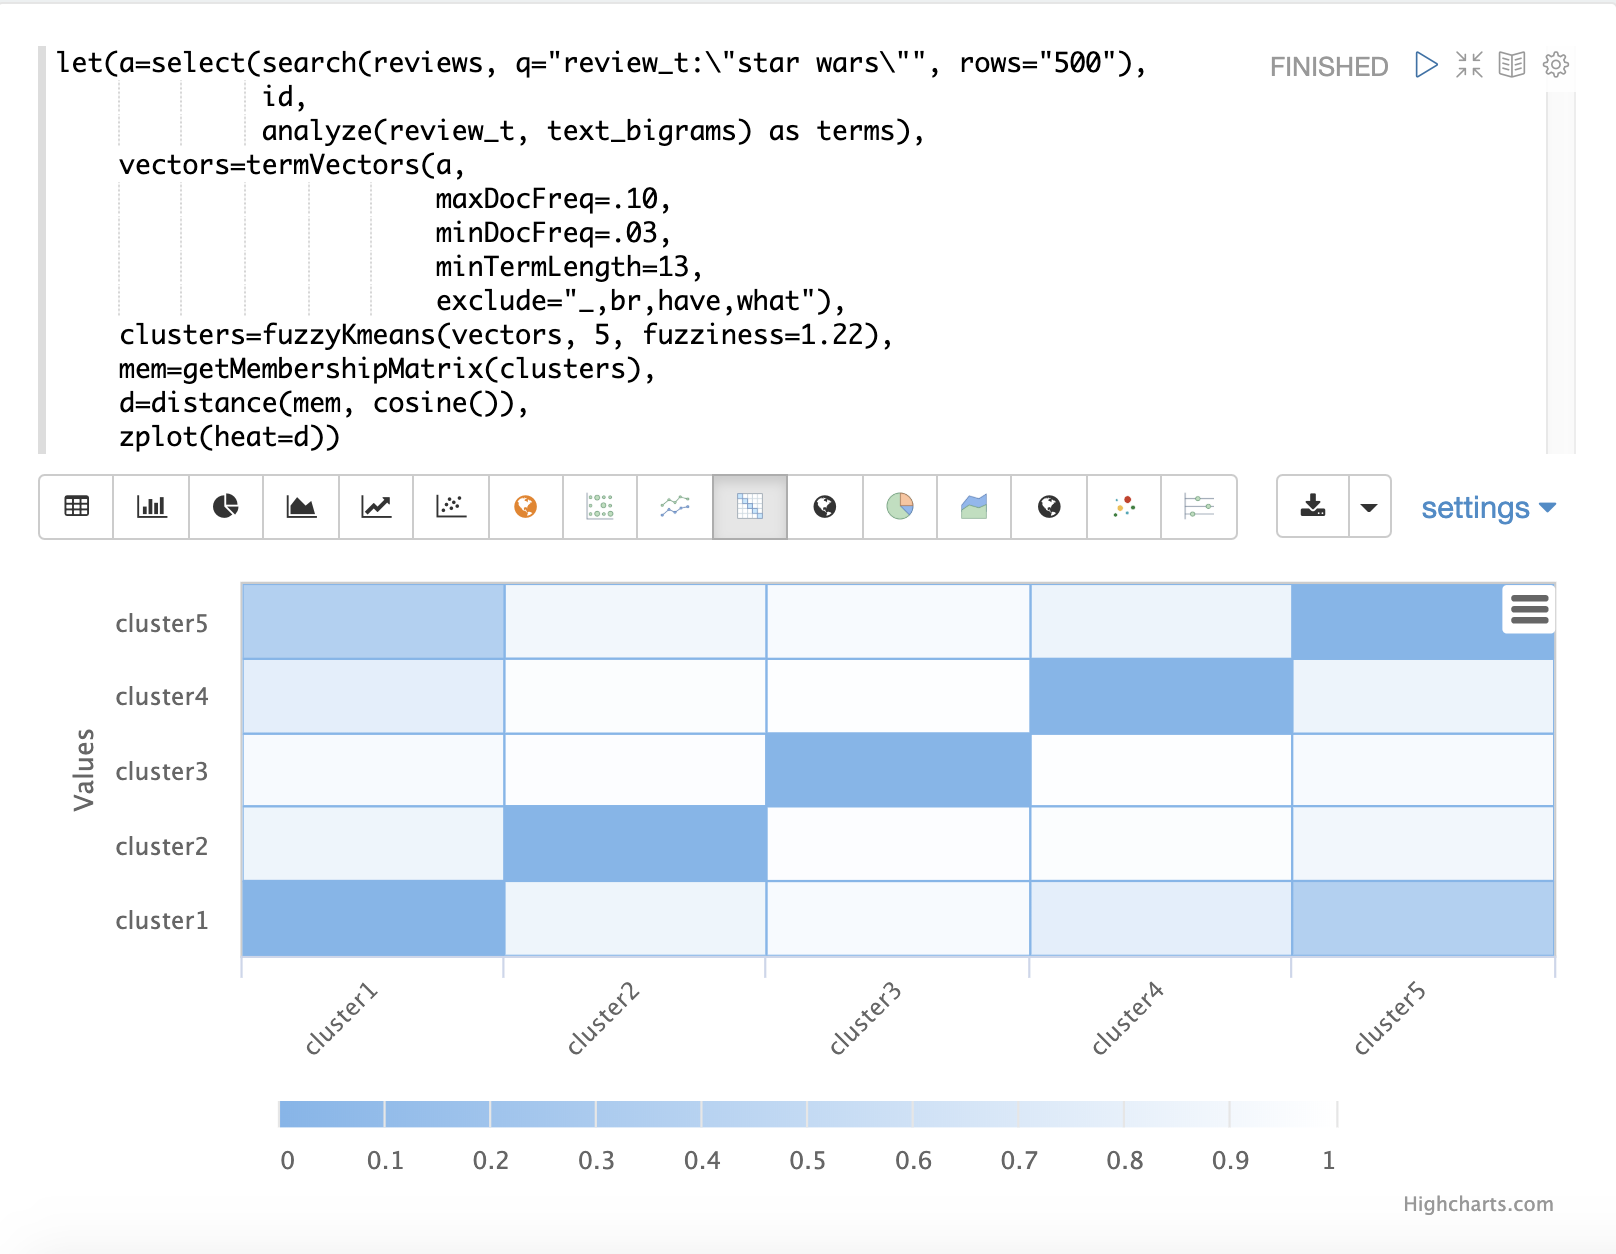 let(a=select(search(reviews, q="review_t:\"star wars\"", rows="500"),
id,
analyze(review_t, text_bigrams) as terms),
vectors=termVectors(a,
maxDocFreq=.10,
minDocFreq=.03,
minTermLength=13,
exclude="_,br,have,what"),
clusters=fuzzyKmeans(vectors, 5, fuzziness=1.22),
mem=getMembershipMatrix(clusters),
d=distance(mem, cosine()),
zplot(heat=d))
FINISHED
settings
Values
cluster5
cluster4
cluster3
cluster2
cluster1
cluster1 cluster2 cluster3 cluster4 cluster5
0 0.1 0.2 0.3 0.4 0.5 0.6 0.7 0.8 0.9 1
Highcharts.com